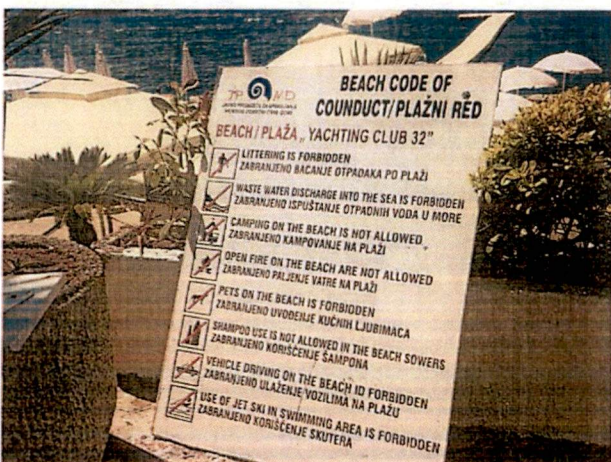 BEACH CODE OF
COUNDUCT/PLAŽNI RED
BEACH / PLAŽA „ YACHTING CLUB 32"
LITTERING IS FORBIDDEN
ZABRANJENO BACANJE OTPADAKA PO PLAŽI
WASTE WATER DISCHARGE INTO THE SEA IS FORBIDDEN
ZABRANJENO ISPUŠTANJE OTPADNIH VODA U MORE
CAMPING ON THE BEACH IS NOT ALLOWED
ZABRANJENO KAMPOVANJE NA PLAŽI
OPEN FIRE ON THE BEACH ARE NOT ALLOWED
ZABRANJENO PALJENJE VATRE NA PLAŽI
PETS ON THE BEACH IS FORBIDDEN
ZABRANJENO UVOĐENJE KUĆNIH LJUBIMACA
SHAMPOO USE IS NOT ALLOWED IN THE BEACH SOWERS
ZABRANJENO KORIŠĆENJE ŠAMPONA
VEHICLE DRIVING ON THE BEACH ID FORBIDDEN
ZABRANJENO ULAŽENJE VOZILIMA NA PLAŽU
USE OF JET SKI IN SWIMMING AREA IS FORBIDDEN
ZABRANJENO KORIŠĆENJE SKUTERA